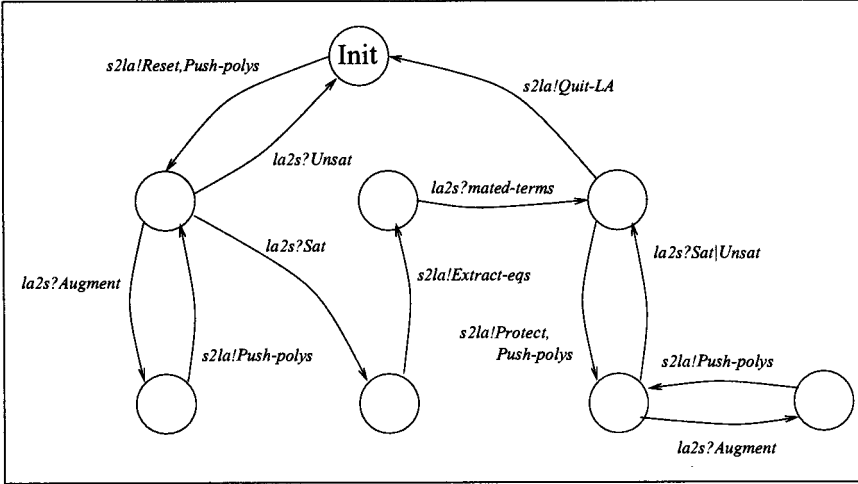 Init
s2la!Reset,Push-polys
s2la!Quit-LA
la2s?Unsat
la2s?mated-terms
la2s?Sat
la2s?Sat|Unsat
la2s?Augment
s2la!Extract-eqs
s2la!Push-polys
s2la!Protect,
Push-polys
s2la!Push-polys
la2s?Augment